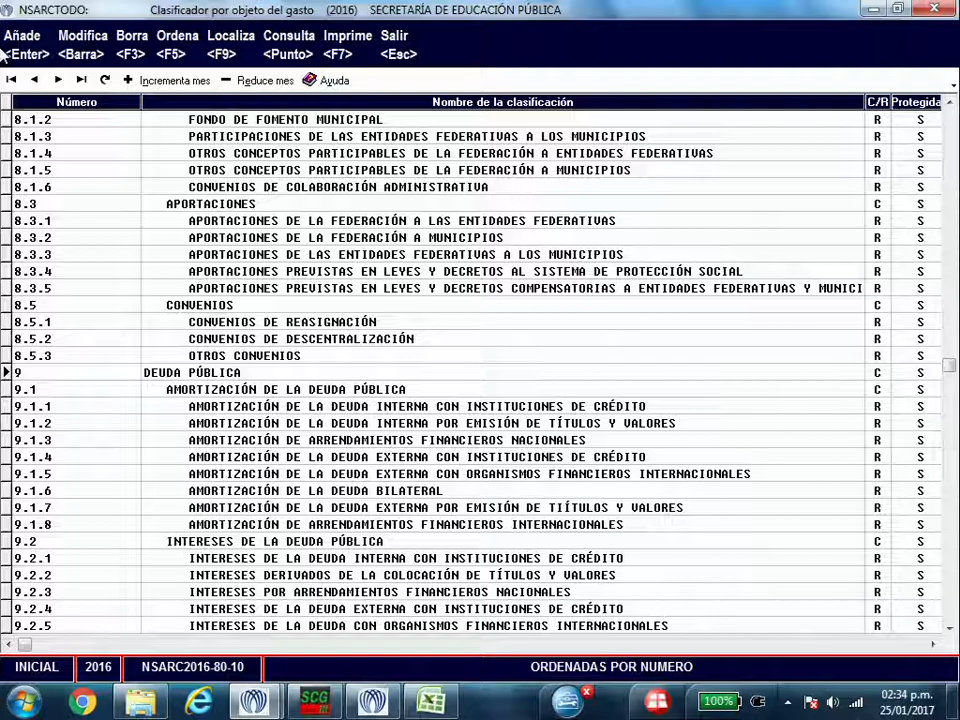 NSARCTODO: Clasificador por objeto del gasto (2016) SECRETARÍA DE EDUCACIÓN PÚBLICA
Añade Modifica Borra Ordena Localiza Consulta Imprime Salir
<Enter> <Barra> <F3> <F5> <F9> <Punto> <F7> <Esc>
Incrementa mes Reduce mes Ayuda
Número Nombre de la clasificación C/R Protegida
8.1.2 FONDO DE FOMENTO MUNICIPAL R S
8.1.3 PARTICIPACIONES DE LAS ENTIDADES FEDERATIVAS A LOS MUNICIPIOS R S
8.1.4 OTROS CONCEPTOS PARTICIPABLES DE LA FEDERACIÓN A ENTIDADES FEDERATIVAS R S
8.1.5 OTROS CONCEPTOS PARTICIPABLES DE LA FEDERACIÓN A MUNICIPIOS R S
8.1.6 CONVENIOS DE COLABORACIÓN ADMINISTRATIVA R S
8.3 APORTACIONES C S
8.3.1 APORTACIONES DE LA FEDERACIÓN A LAS ENTIDADES FEDERATIVAS R S
8.3.2 APORTACIONES DE LA FEDERACIÓN A MUNICIPIOS R S
8.3.3 APORTACIONES DE LAS ENTIDADES FEDERATIVAS A LOS MUNICIPIOS R S
8.3.4 APORTACIONES PREVISTAS EN LEYES Y DECRETOS AL SISTEMA DE PROTECCIÓN SOCIAL R S
8.3.5 APORTACIONES PREVISTAS EN LEYES Y DECRETOS COMPENSATORIAS A ENTIDADES FEDERATIVAS Y MUNICI R S
8.5 CONVENIOS C S
8.5.1 CONVENIOS DE REASIGNACIÓN R S
8.5.2 CONVENIOS DE DESCENTRALIZACIÓN R S
8.5.3 OTROS CONVENIOS R S
9 DEUDA PÚBLICA C S
9.1 AMORTIZACIÓN DE LA DEUDA PÚBLICA C S
9.1.1 AMORTIZACIÓN DE LA DEUDA INTERNA CON INSTITUCIONES DE CRÉDITO R S
9.1.2 AMORTIZACIÓN DE LA DEUDA INTERNA POR EMISIÓN DE TÍTULOS Y VALORES R S
9.1.3 AMORTIZACIÓN DE ARRENDAMIENTOS FINANCIEROS NACIONALES R S
9.1.4 AMORTIZACIÓN DE LA DEUDA EXTERNA CON INSTITUCIONES DE CRÉDITO R S
9.1.5 AMORTIZACIÓN DE LA DEUDA EXTERNA CON ORGANISMOS FINANCIEROS INTERNACIONALES R S
9.1.6 AMORTIZACIÓN DE LA DEUDA BILATERAL R S
9.1.7 AMORTIZACIÓN DE LA DEUDA EXTERNA POR EMISIÓN DE TIÍTULOS Y VALORES R S
9.1.8 AMORTIZACIÓN DE ARRENDAMIENTOS FINANCIEROS INTERNACIONALES R S
9.2 INTERESES DE LA DEUDA PÚBLICA C S
9.2.1 INTERESES DE LA DEUDA INTERNA CON INSTITUCIONES DE CRÉDITO R S
9.2.2 INTERESES DERIVADOS DE LA COLOCACIÓN DE TÍTULOS Y VALORES R S
9.2.3 INTERESES POR ARRENDAMIENTOS FINANCIEROS NACIONALES R S
9.2.4 INTERESES DE LA DEUDA EXTERNA CON INSTITUCIONES DE CRÉDITO R S
9.2.5 INTERESES DE LA DEUDA CON ORGANISMOS FINANCIEROS INTERNACIONALES R S
INICIAL 2016 NSARC2016-80-10 ORDENADAS POR NUMERO
SCG 100% 02:34 p.m.
25/01/2017